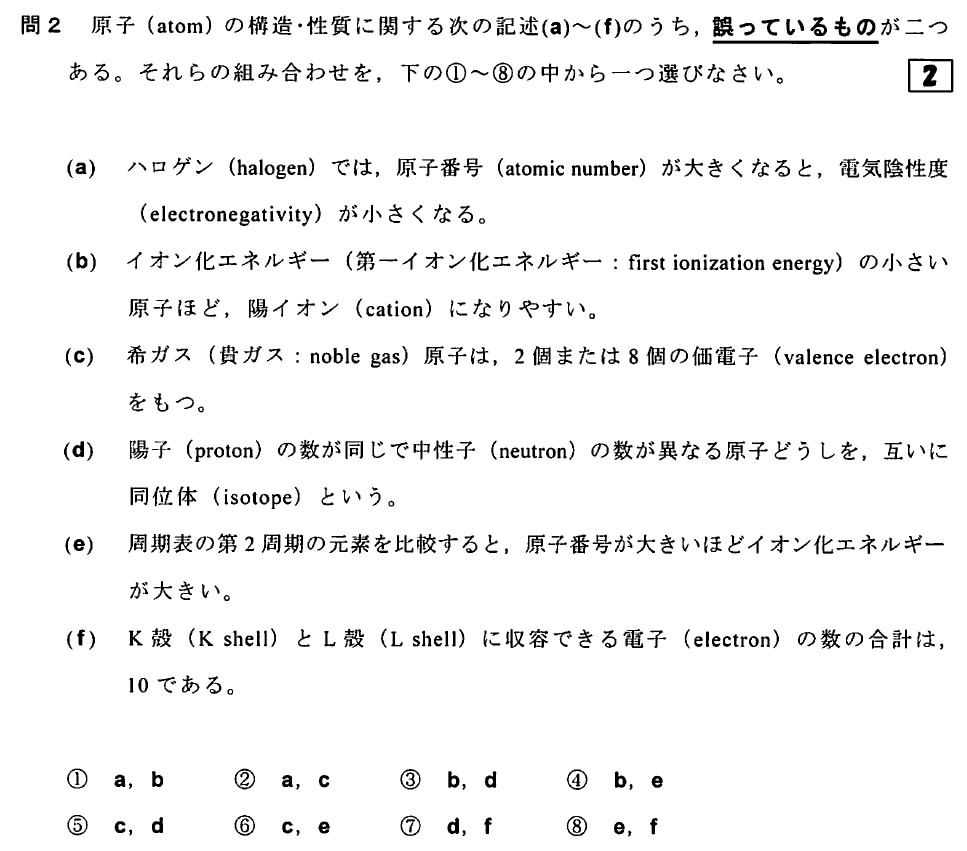 問2 原子（atom）の構造・性質に関する次の記述(a)～(f)のうち，誤っているものが二つ
ある。それらの組み合わせを，下の①～⑧の中から一つ選びなさい。 2
(a) ハロゲン（halogen）では，原子番号（atomic number）が大きくなると，電気陰性度
（electronegativity）が小さくなる。
(b) イオン化エネルギー（第一イオン化エネルギー：first ionization energy）の小さい
原子ほど，陽イオン（cation）になりやすい。
(c) 希ガス（貴ガス：noble gas）原子は，2個または8個の価電子（valence electron）
をもつ。
(d) 陽子（proton）の数が同じで中性子（neutron）の数が異なる原子どうしを，互いに
同位体（isotope）という。
(e) 周期表の第2周期の元素を比較すると，原子番号が大きいほどイオン化エネルギー
が大きい。
(f) K殻（K shell）とL殻（L shell）に収容できる電子（electron）の数の合計は，
10である。
① a，b ② a，c ③ b，d ④ b，e
⑤ c，d ⑥ c，e ⑦ d，f ⑧ e，f